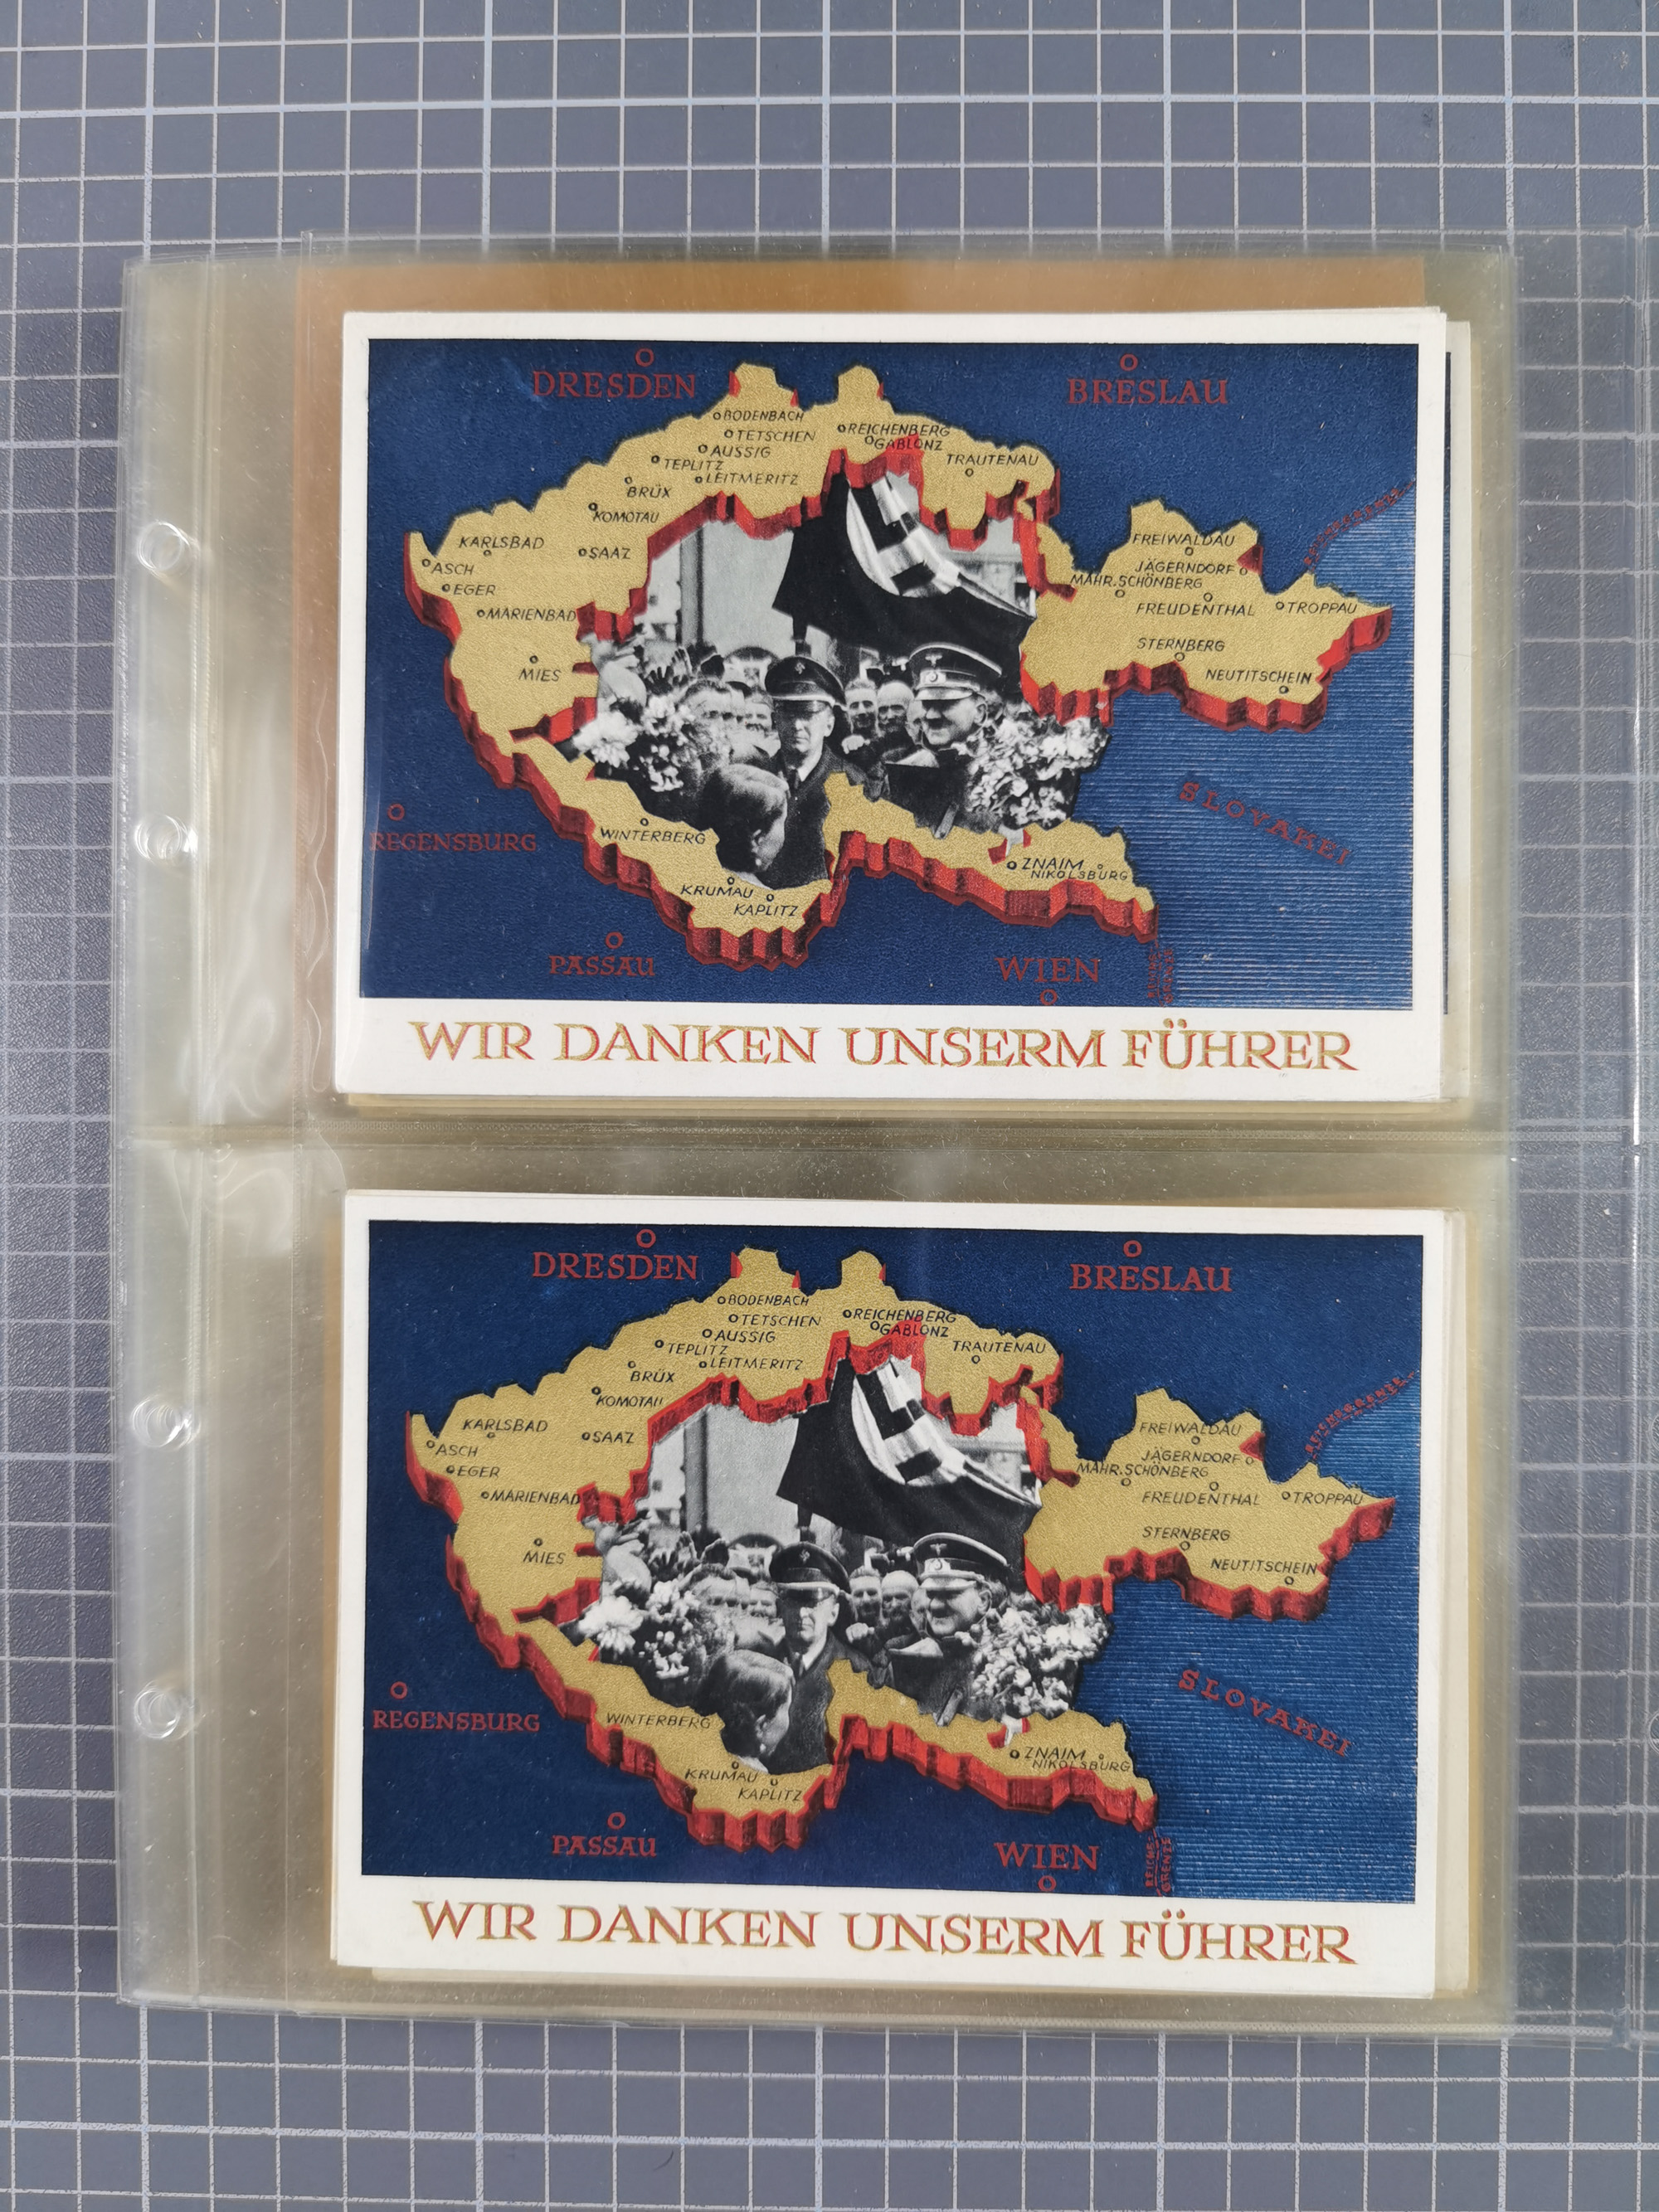 DRESDEN
BRESLAU
BODENBACH
TETSCHEN
REICHENBERG
GABLONZ
AUSSIG
TRAUTENAU
TEPLITZ
LEITMERITZ
BRÜX
KOMOTAU
KARLSBAD
SAAZ
FREIWALDAU
ASCH
JÄGERNDORF
MÄHR. SCHÖNBERG
EGER
MARIENBAD
FREUDENTHAL
TROPPAU
STERNBERG
MIES
NEUTITSCHEIN
SLOVAKEI
REGENSBURG
WINTERBERG
ZNAIM
NIKOLSBURG
KRUMAU
KAPLITZ
PASSAU
WIEN
WIR DANKEN UNSERM FÜHRER
DRESDEN
BRESLAU
BODENBACH
TETSCHEN
REICHENBERG
GABLONZ
AUSSIG
TRAUTENAU
TEPLITZ
LEITMERITZ
BRÜX
KOMOTAU
KARLSBAD
SAAZ
FREIWALDAU
ASCH
JÄGERNDORF
MÄHR. SCHÖNBERG
EGER
MARIENBAD
FREUDENTHAL
TROPPAU
STERNBERG
MIES
NEUTITSCHEIN
SLOVAKEI
REGENSBURG
WINTERBERG
ZNAIM
NIKOLSBURG
KRUMAU
KAPLITZ
PASSAU
WIEN
REICHS-
GRENZE
WIR DANKEN UNSERM FÜHRER